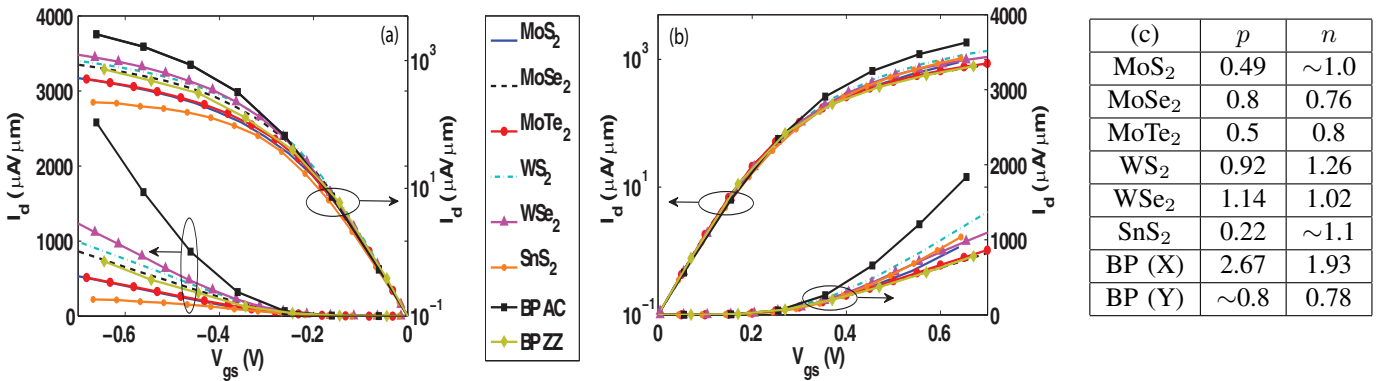 4000
3000
2000
1000
0
I_d (μA/μm)
(a)
10^3
10^1
10^-1
I_d (μA/μm)
−0.6
−0.4
−0.2
0
V_gs (V)
MoS_2
MoSe_2
MoTe_2
WS_2
WSe_2
SnS_2
BP AC
BP ZZ
10^3
10^1
10^-1
I_d (μA/μm)
(b)
4000
3000
2000
1000
0
I_d (μA/μm)
0
0.2
0.4
0.6
V_gs (V)
(c) p n
MoS_2 0.49 ~1.0
MoSe_2 0.8 0.76
MoTe_2 0.5 0.8
WS_2 0.92 1.26
WSe_2 1.14 1.02
SnS_2 0.22 ~1.1
BP (X) 2.67 1.93
BP (Y) ~0.8 0.78